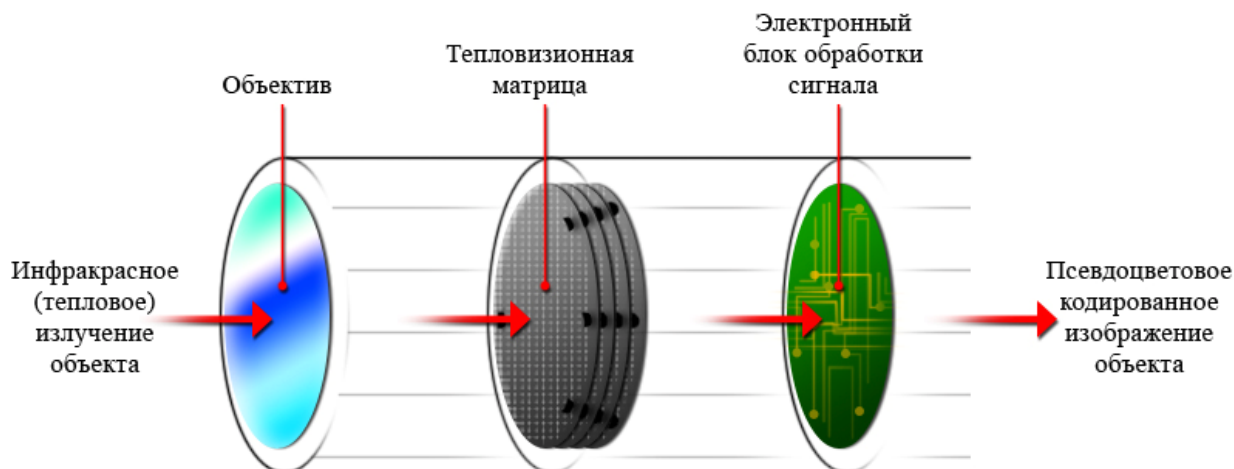 Объектив
Тепловизионная
матрица
Электронный
блок обработки
сигнала
Инфракрасное
(тепловое)
излучение
объекта
Псевдоцветовое
кодированное
изображение
объекта